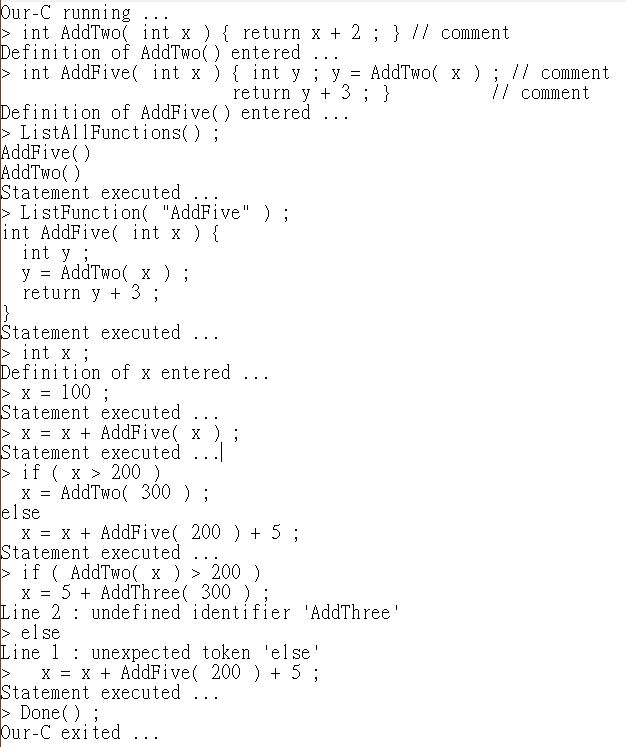 Our-C running ...
> int AddTwo( int x ) { return x + 2 ; } // comment
Definition of AddTwo() entered ...
> int AddFive( int x ) { int y ; y = AddTwo( x ) ; // comment
                       return y + 3 ; }          // comment
Definition of AddFive() entered ...
> ListAllFunctions() ;
AddFive()
AddTwo()
Statement executed ...
> ListFunction( "AddFive" ) ;
int AddFive( int x ) {
  int y ;
  y = AddTwo( x ) ;
  return y + 3 ;
}
Statement executed ...
> int x ;
Definition of x entered ...
> x = 100 ;
Statement executed ...
> x = x + AddFive( x ) ;
Statement executed ...
> if ( x > 200 )
  x = AddTwo( 300 ) ;
else
  x = x + AddFive( 200 ) + 5 ;
Statement executed ...
> if ( AddTwo( x ) > 200 )
  x = 5 + AddThree( 300 ) ;
Line 2 : undefined identifier 'AddThree'
> else
Line 1 : unexpected token 'else'
>   x = x + AddFive( 200 ) + 5 ;
Statement executed ...
> Done() ;
Our-C exited ...